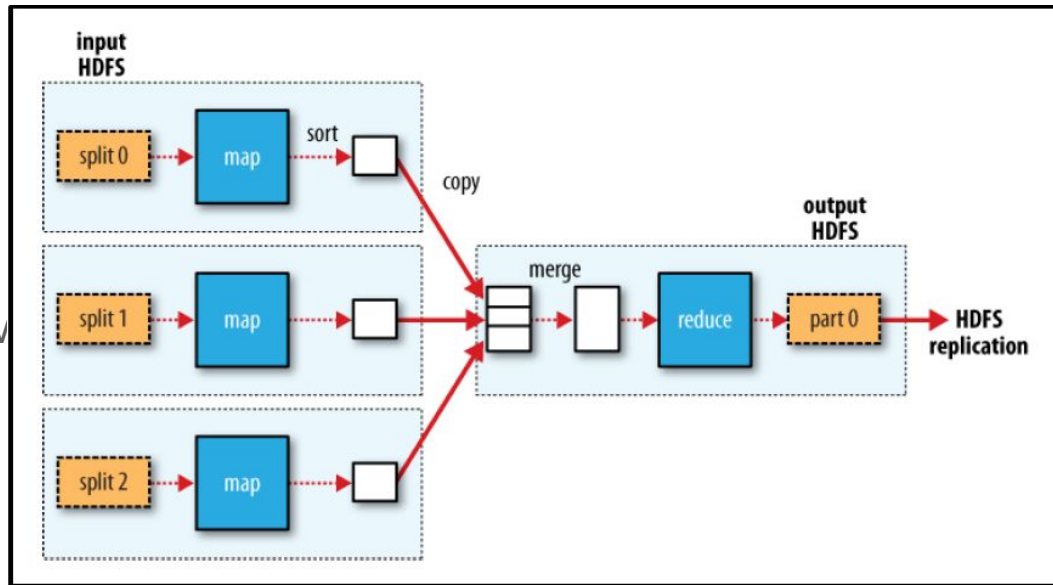 input
HDFS
split 0
map
sort
copy
split 1
map
split 2
map
merge
reduce
output
HDFS
part 0
HDFS
replication